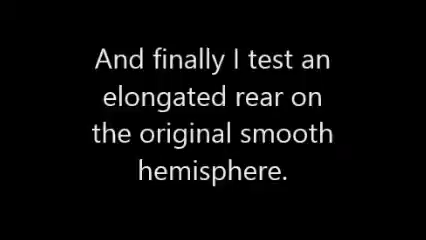 And finally I test an
elongated rear on
the original smooth
hemisphere.